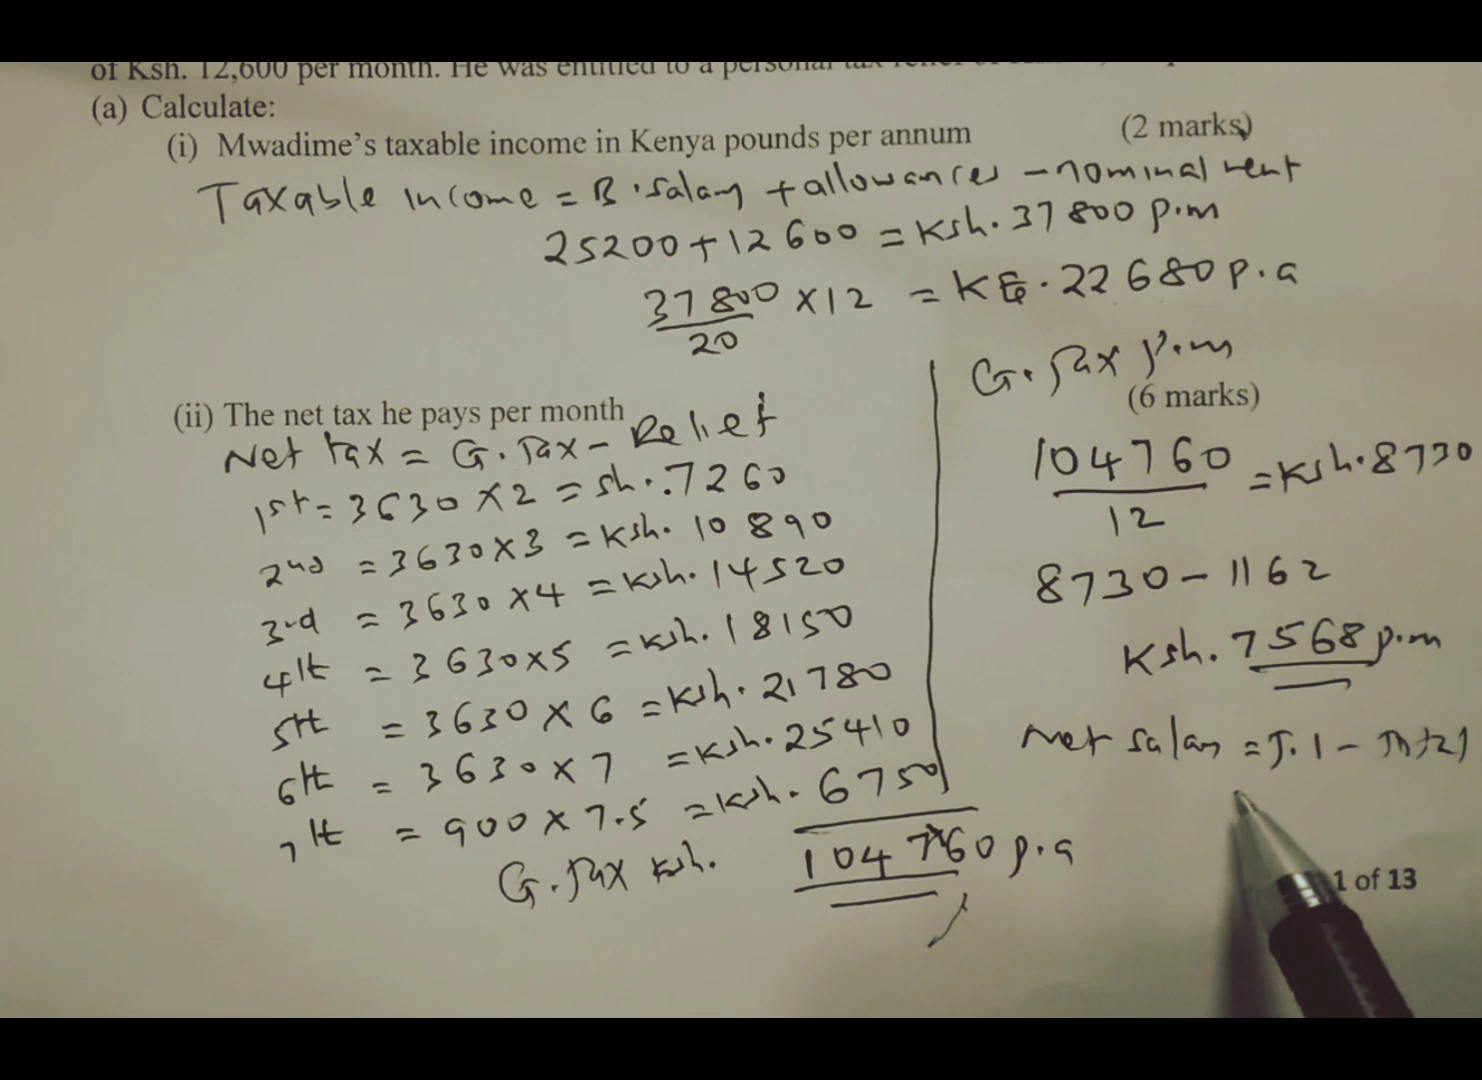 of Ksh. 12,600 per month. He was entitled to a personal tax relief of
(a) Calculate:
(i) Mwadime's taxable income in Kenya pounds per annum (2 marks)
Taxable income = B.salary + allowances - nominal rent
25200 + 12600 = Ksh. 37800 p.m
37800/20 × 12 = K£. 22680 p.a
G. Tax p.m
(ii) The net tax he pays per month (6 marks)
Net tax = G. Tax - Relief
1st = 3630 × 2 = sh. 7260
2nd = 3630 × 3 = Ksh. 10890
3rd = 3630 × 4 = Ksh. 14520
4th = 3630 × 5 = Ksh. 18150
5th = 3630 × 6 = Ksh. 21780
6th = 3630 × 7 = Ksh. 25410
7th = 900 × 7.5 = Ksh. 6750
G. Tax Ksh. 104760 p.a
104760/12 = Ksh. 8730
8730 - 1162
Ksh. 7568 p.m
Net salary = T. I -
1 of 13